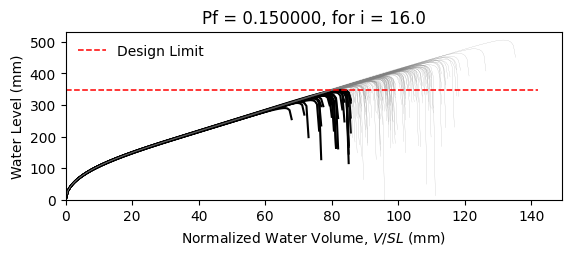 Pf = 0.150000, for i = 16.0
Design Limit
Water Level (mm)
500
400
300
200
100
0
0 20 40 60 80 100 120 140
Normalized Water Volume, V/SL (mm)